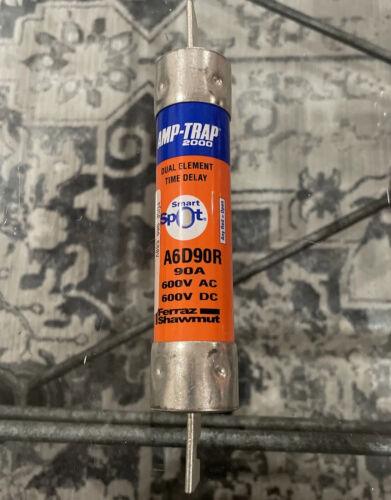 AMP-TRAP®
2000
DUAL ELEMENT
TIME DELAY
Smart
Spot®
A6D90R
90A
600V AC
600V DC
Ferraz
Shawmut